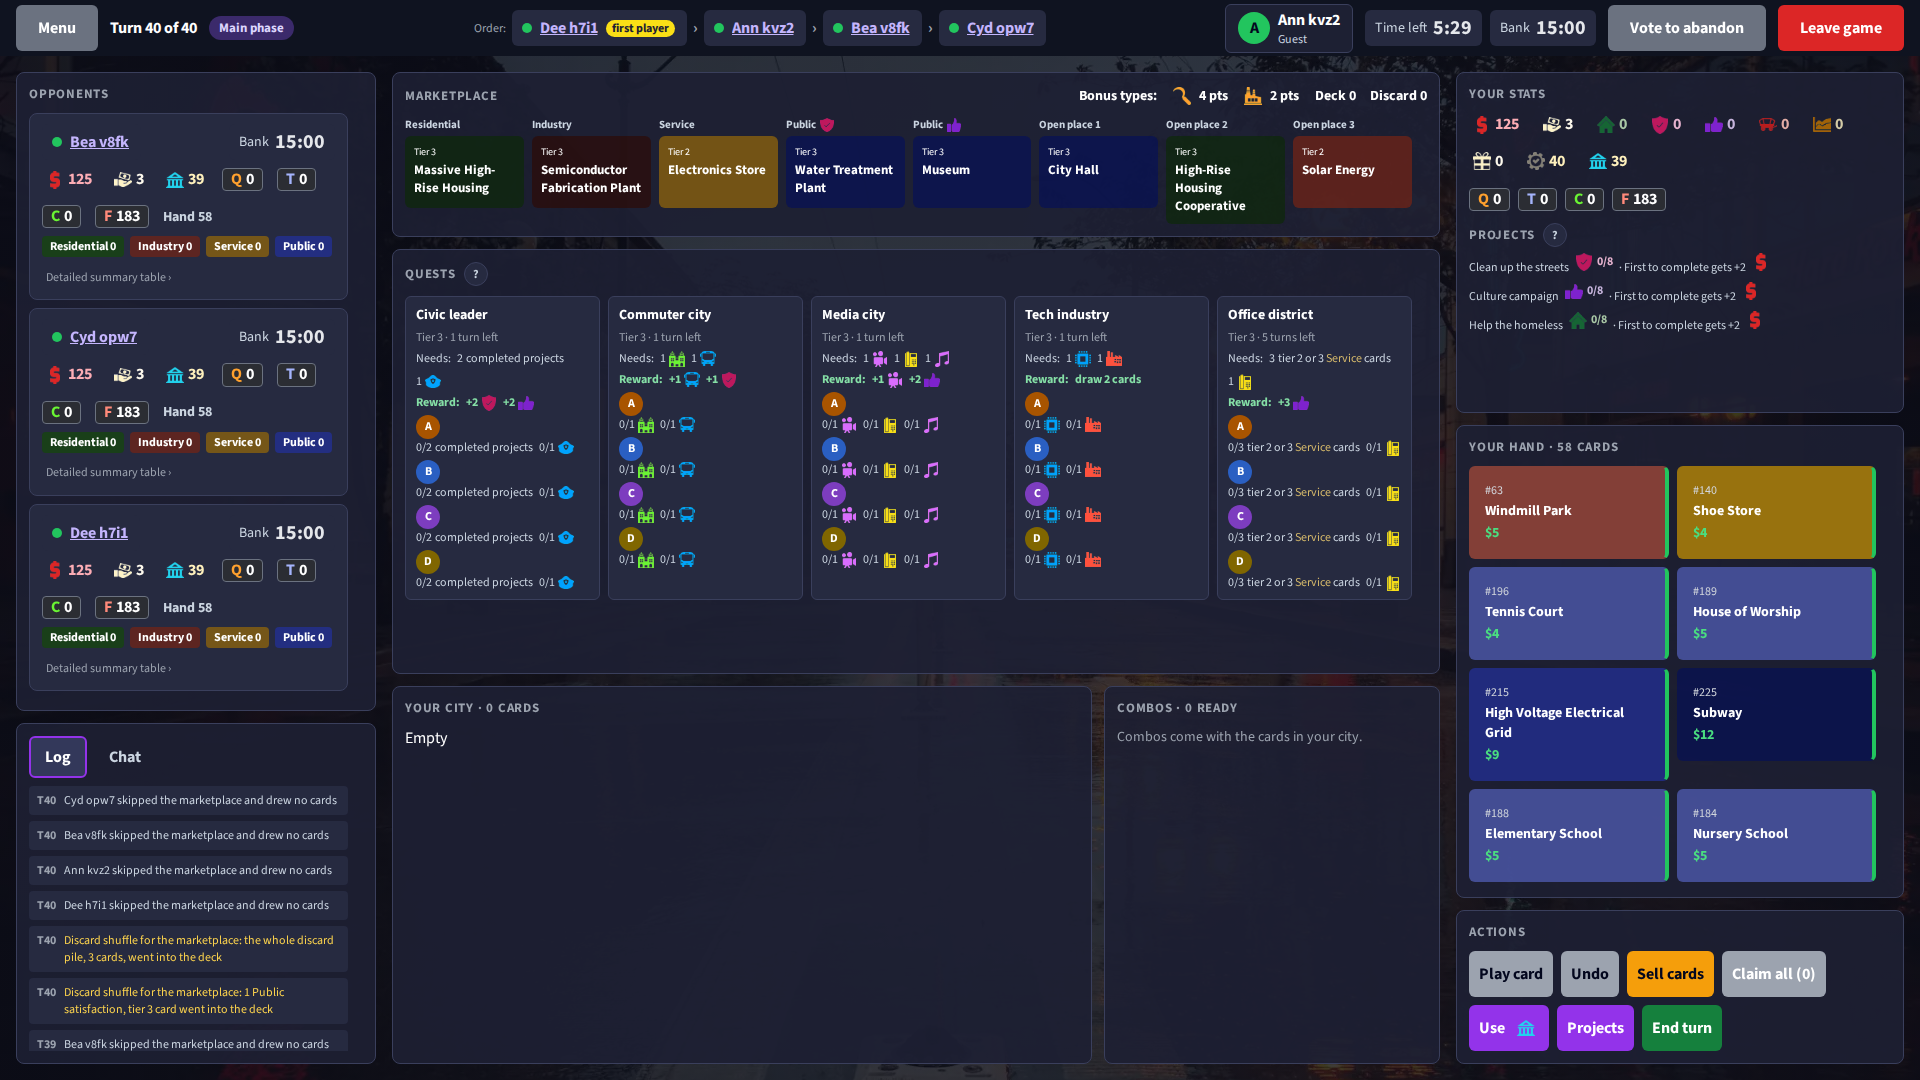 Menu
Turn 40 of 40
Main phase
Order:
Dee h7i1
first player
›
Ann kvz2
›
Bea v8fk
›
Cyd opw7
A
Ann kvz2
Guest
Time left 5:29
Bank 15:00
Vote to abandon
Leave game
OPPONENTS
Bea v8fk
Bank 15:00
125
3
39
Q 0
T 0
C 0
F 183
Hand 58
Residential 0
Industry 0
Service 0
Public 0
Detailed summary table ›
Cyd opw7
Bank 15:00
125
3
39
Q 0
T 0
C 0
F 183
Hand 58
Residential 0
Industry 0
Service 0
Public 0
Detailed summary table ›
Dee h7i1
Bank 15:00
125
3
39
Q 0
T 0
C 0
F 183
Hand 58
Residential 0
Industry 0
Service 0
Public 0
Detailed summary table ›
Log
Chat
T40 Cyd opw7 skipped the marketplace and drew no cards
T40 Bea v8fk skipped the marketplace and drew no cards
T40 Ann kvz2 skipped the marketplace and drew no cards
T40 Dee h7i1 skipped the marketplace and drew no cards
T40 Discard shuffle for the marketplace: the whole discard
pile, 3 cards, went into the deck
T40 Discard shuffle for the marketplace: 1 Public
satisfaction, tier 3 card went into the deck
T39 Bea v8fk skipped the marketplace and drew no cards
MARKETPLACE
Bonus types:
4 pts
2 pts
Deck 0
Discard 0
Residential
Tier 3
Massive High-
Rise Housing
Industry
Tier 3
Semiconductor
Fabrication Plant
Service
Tier 2
Electronics Store
Public
Tier 3
Water Treatment
Plant
Public
Tier 3
Museum
Open place 1
Tier 3
City Hall
Open place 2
Tier 3
High-Rise
Housing
Cooperative
Open place 3
Tier 2
Solar Energy
QUESTS
?
Civic leader
Tier 3 · 1 turn left
Needs: 2 completed projects
1
Reward: +2 +2
A
0/2 completed projects 0/1
B
0/2 completed projects 0/1
C
0/2 completed projects 0/1
D
0/2 completed projects 0/1
Commuter city
Tier 3 · 1 turn left
Needs: 1 1
Reward: +1 +1
A
0/1 0/1
B
0/1 0/1
C
0/1 0/1
D
0/1 0/1
Media city
Tier 3 · 1 turn left
Needs: 1 1 1
Reward: +1 +2
A
0/1 0/1 0/1
B
0/1 0/1 0/1
C
0/1 0/1 0/1
D
0/1 0/1 0/1
Tech industry
Tier 3 · 1 turn left
Needs: 1 1
Reward: draw 2 cards
A
0/1 0/1
B
0/1 0/1
C
0/1 0/1
D
0/1 0/1
Office district
Tier 3 · 5 turns left
Needs: 3 tier 2 or 3 Service cards
1
Reward: +3
A
0/3 tier 2 or 3 Service cards 0/1
B
0/3 tier 2 or 3 Service cards 0/1
C
0/3 tier 2 or 3 Service cards 0/1
D
0/3 tier 2 or 3 Service cards 0/1
YOUR CITY · 0 CARDS
Empty
COMBOS · 0 READY
Combos come with the cards in your city.
YOUR STATS
125
3
0
0
0
0
0
0
40
39
Q 0
T 0
C 0
F 183
PROJECTS
?
Clean up the streets 0/8 · First to complete gets +2
Culture campaign 0/8 · First to complete gets +2
Help the homeless 0/8 · First to complete gets +2
YOUR HAND · 58 CARDS
#63
Windmill Park
$5
#140
Shoe Store
$4
#196
Tennis Court
$4
#189
House of Worship
$5
#215
High Voltage Electrical
Grid
$9
#225
Subway
$12
#188
Elementary School
$5
#184
Nursery School
$5
ACTIONS
Play card
Undo
Sell cards
Claim all (0)
Use
Projects
End turn